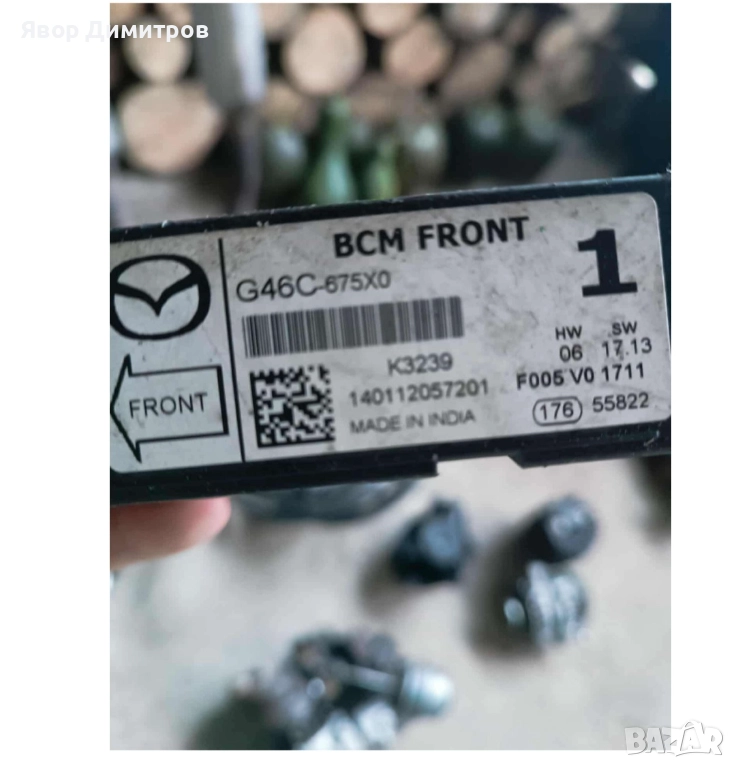 Явор Димитров
BCM FRONT
1
G46C-675X0
HW SW
06 17.13
K3239
F005 V0 1711
140112057201
176 55822
MADE IN INDIA
FRONT
BAZAR